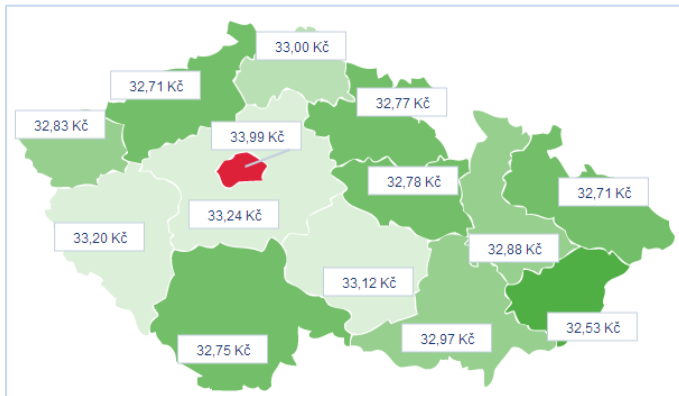 33,00 Kč
32,71 Kč
32,77 Kč
32,83 Kč
33,99 Kč
32,78 Kč
32,71 Kč
33,24 Kč
33,20 Kč
32,88 Kč
33,12 Kč
32,53 Kč
32,97 Kč
32,75 Kč